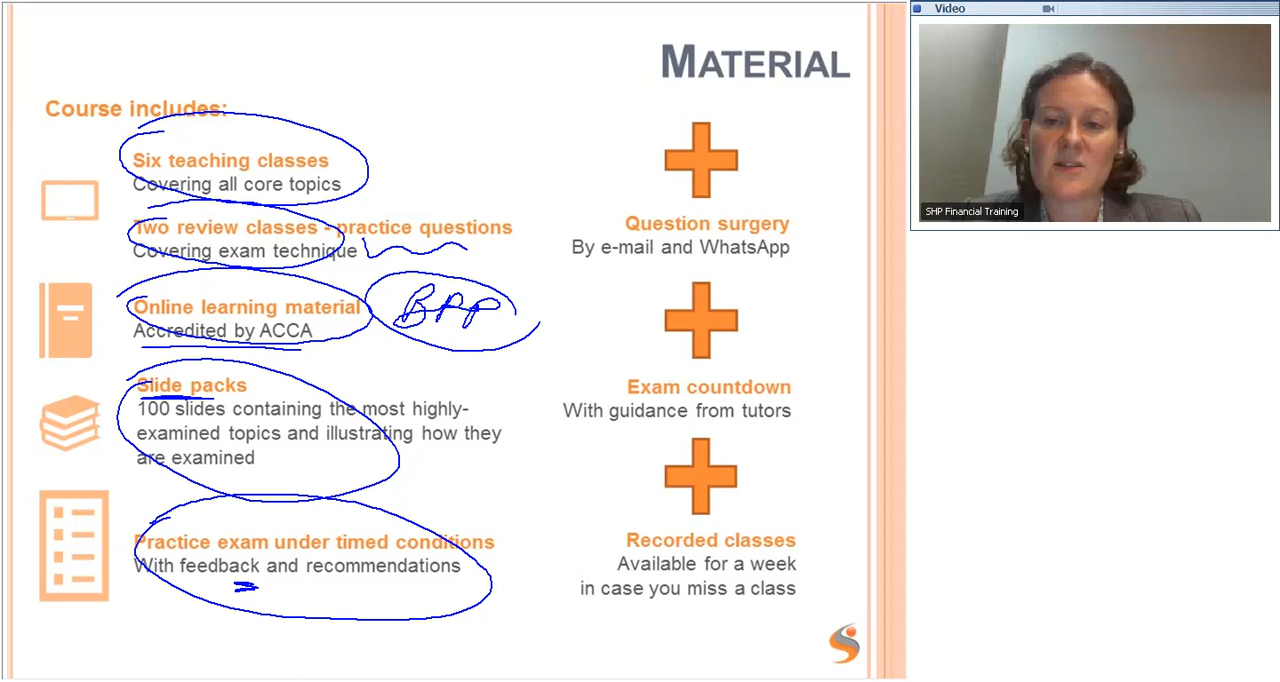 MATERIAL
Course includes:
Six teaching classes
Covering all core topics
Two review classes - practice questions
Covering exam technique
Online learning material
Accredited by ACCA
BPP
Slide packs
100 slides containing the most highly-
examined topics and illustrating how they
are examined
Practice exam under timed conditions
With feedback and recommendations
Question surgery
By e-mail and WhatsApp
Exam countdown
With guidance from tutors
Recorded classes
Available for a week
in case you miss a class
Video
SHP Financial Training